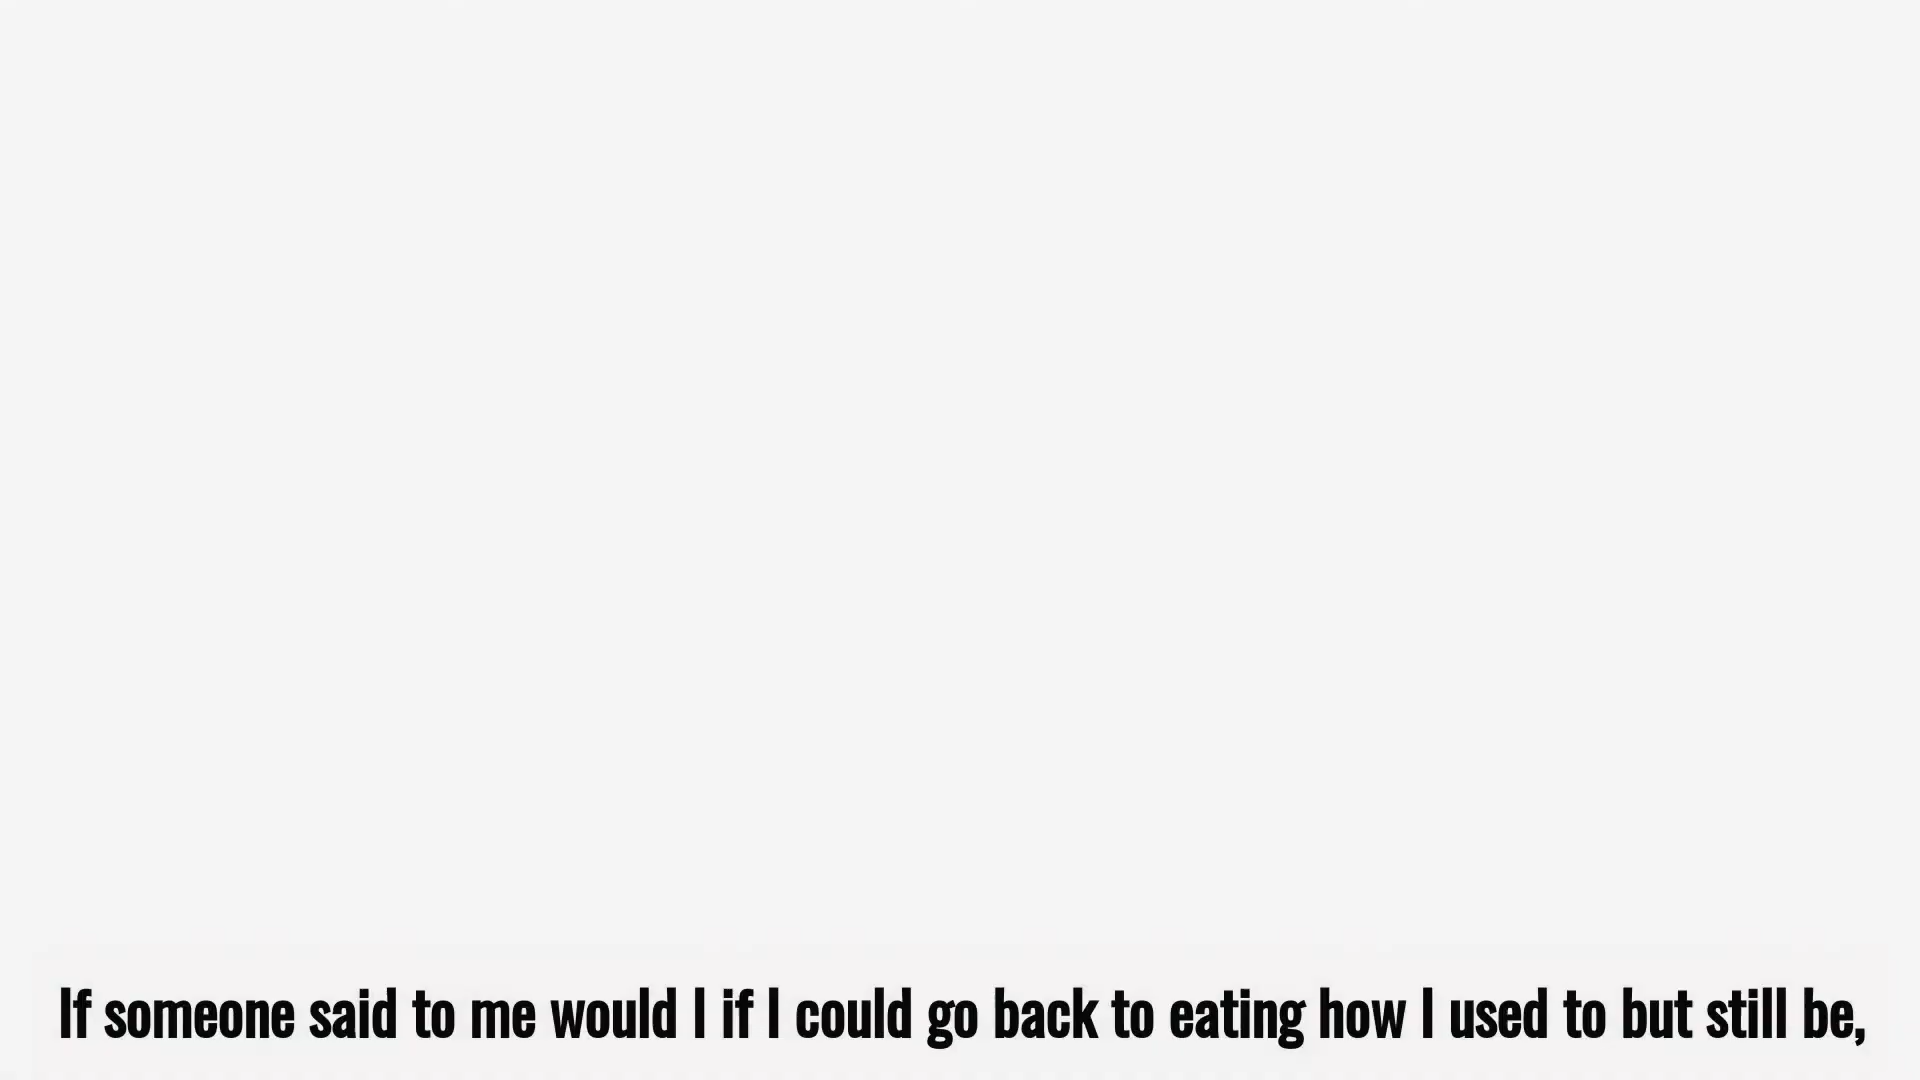 If someone said to me would I if I could go back to eating how I used to but still be,